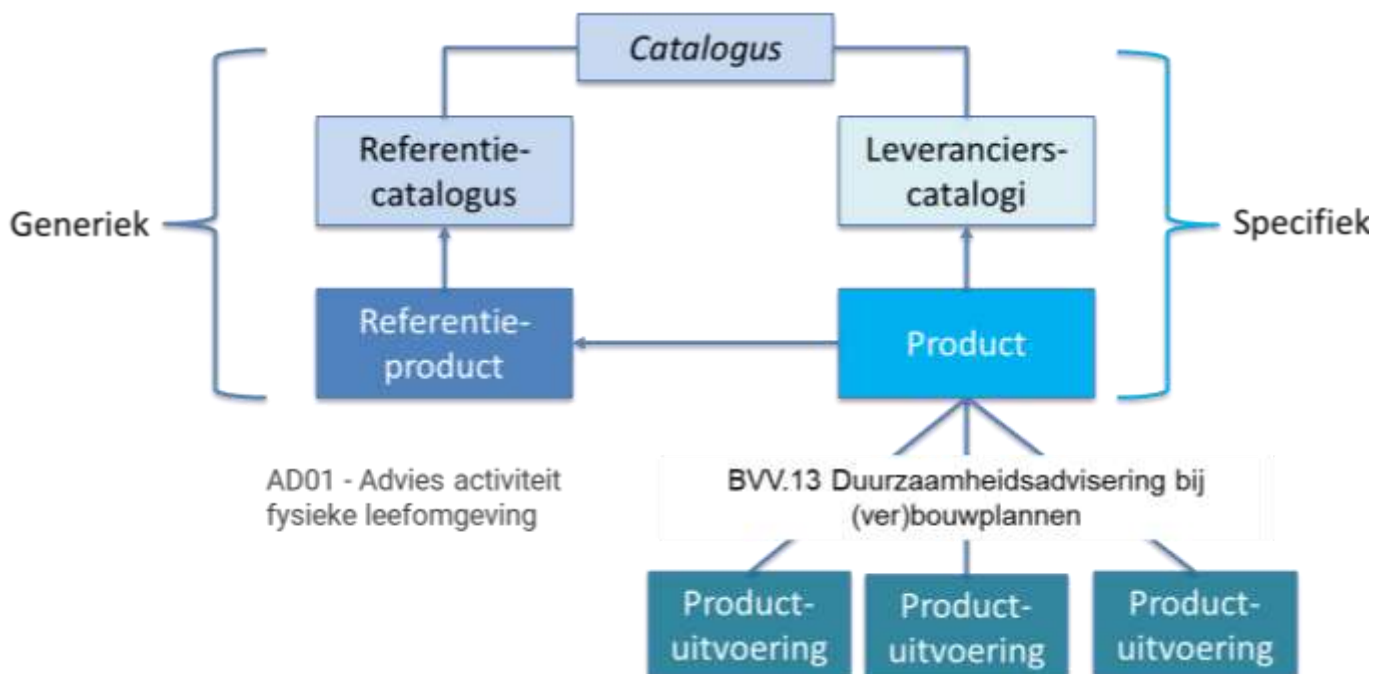 Catalogus
Referentie-
catalogus
Leveranciers-
catalogi
Generiek
Specifiek
Referentie-
product
Product
AD01 - Advies activiteit
fysieke leefomgeving
BVV.13 Duurzaamheidsadvisering bij
(ver)bouwplannen
Product-
uitvoering
Product-
uitvoering
Product-
uitvoering